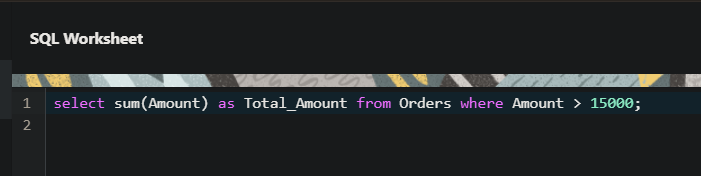 SQL Worksheet
1 select sum(Amount) as Total_Amount from Orders where Amount > 15000;
2